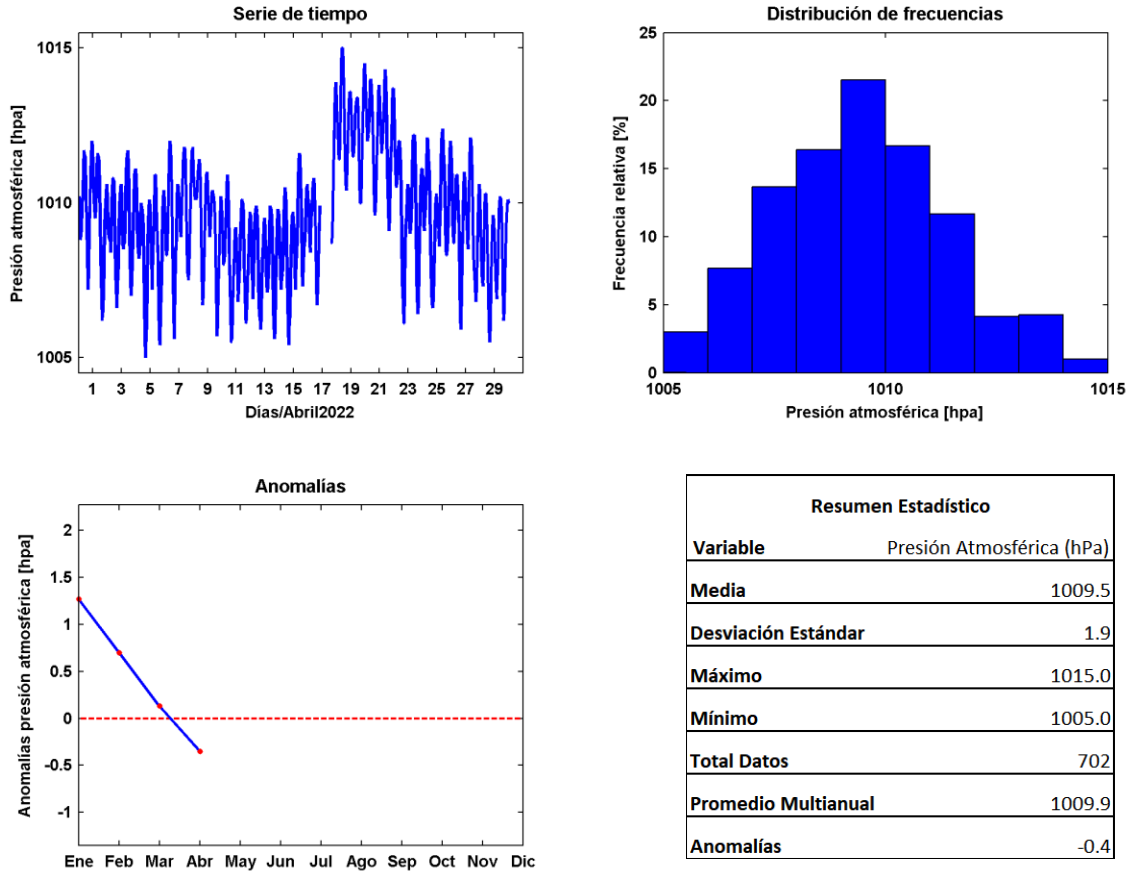 Serie de tiempo
Presión atmosférica [hpa]
1015
1010
1005
1 3 5 7 9 11 13 15 17 19 21 23 25 27 29
Días/Abril2022
Distribución de frecuencias
Frecuencia relativa [%]
25
20
15
10
5
0
1005 1010 1015
Presión atmosférica [hpa]
Anomalías
Anomalías presión atmosférica [hpa]
2
1.5
1
0.5
0
-0.5
-1
Ene Feb Mar Abr May Jun Jul Ago Sep Oct Nov Dic
Resumen Estadístico
Variable Presión Atmosférica (hPa)
Media 1009.5
Desviación Estándar 1.9
Máximo 1015.0
Mínimo 1005.0
Total Datos 702
Promedio Multianual 1009.9
Anomalías -0.4